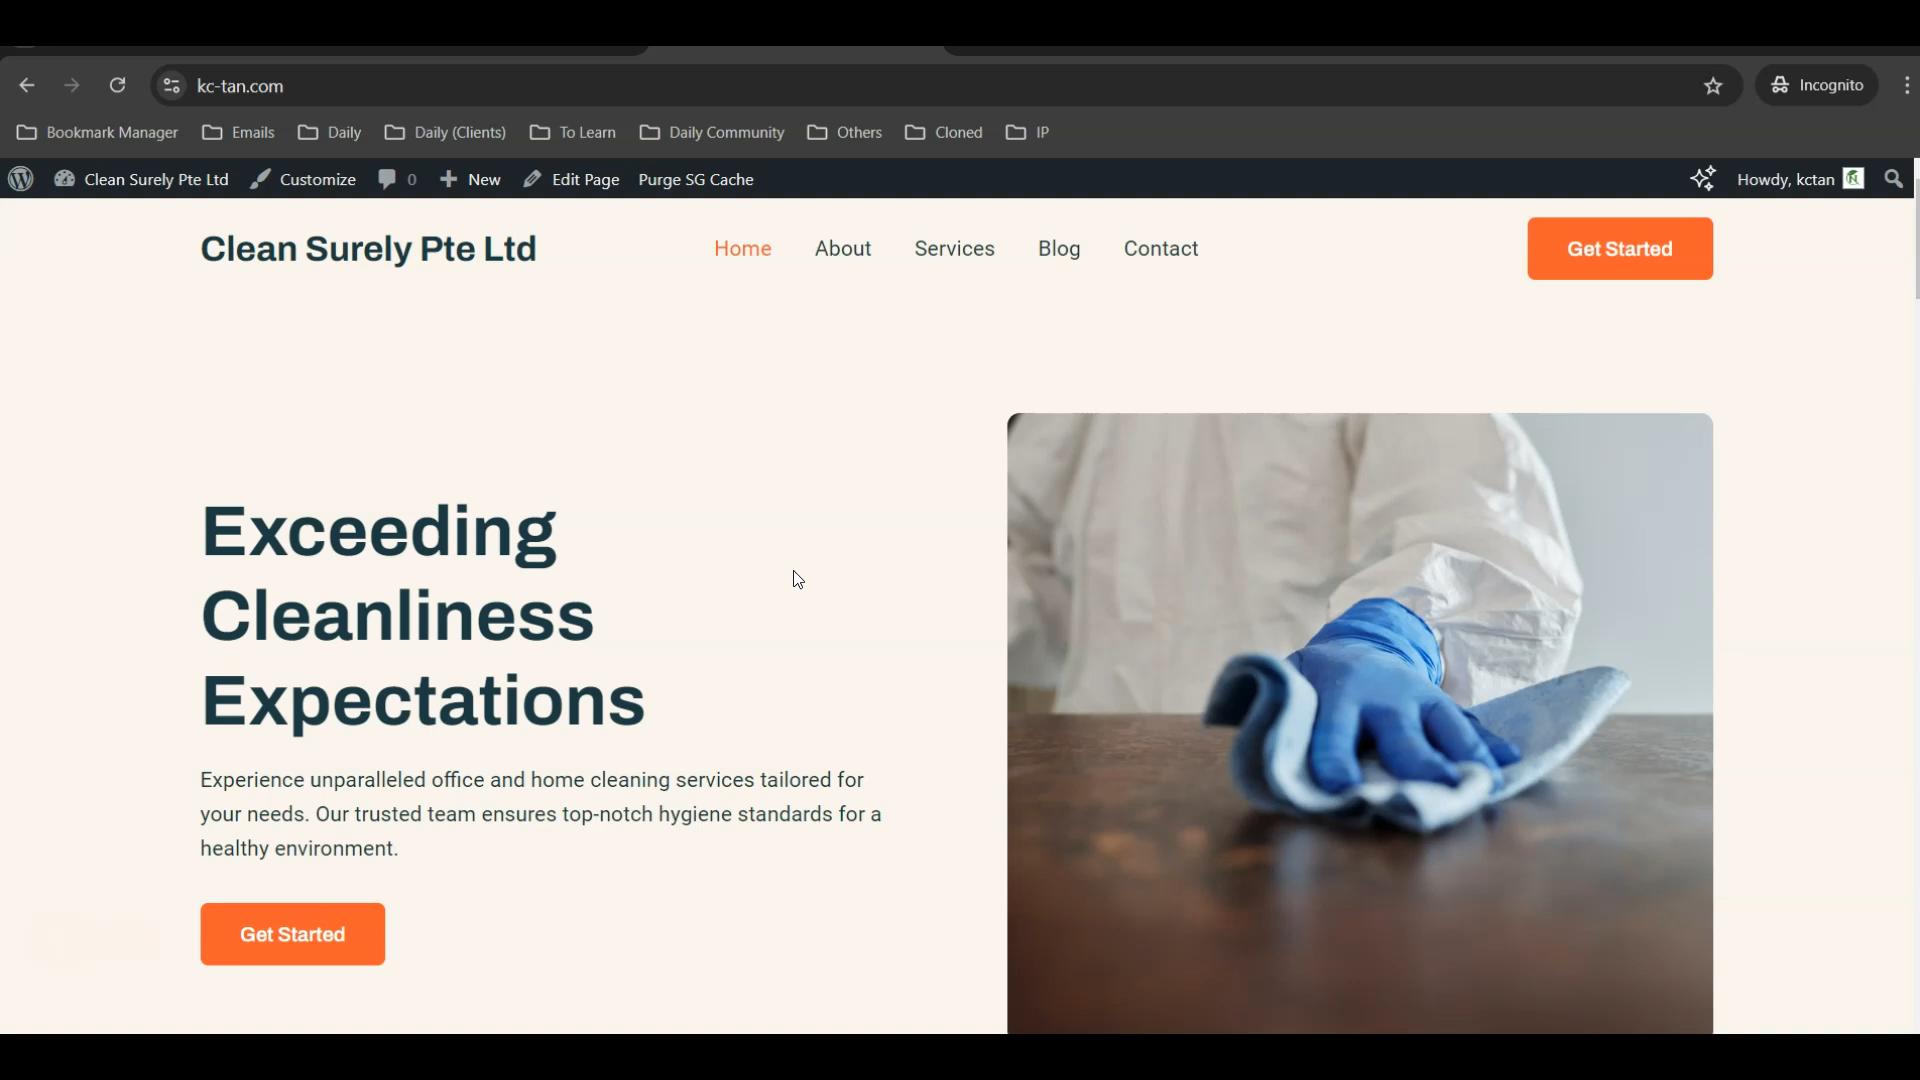 kc-tan.com
Incognito
Bookmark Manager
Emails
Daily
Daily (Clients)
To Learn
Daily Community
Others
Cloned
IP
Clean Surely Pte Ltd
Customize
0
New
Edit Page
Purge SG Cache
Howdy, kctan
Clean Surely Pte Ltd
Home
About
Services
Blog
Contact
Get Started
Exceeding
Cleanliness
Expectations
Experience unparalleled office and home cleaning services tailored for
your needs. Our trusted team ensures top-notch hygiene standards for a
healthy environment.
Get Started